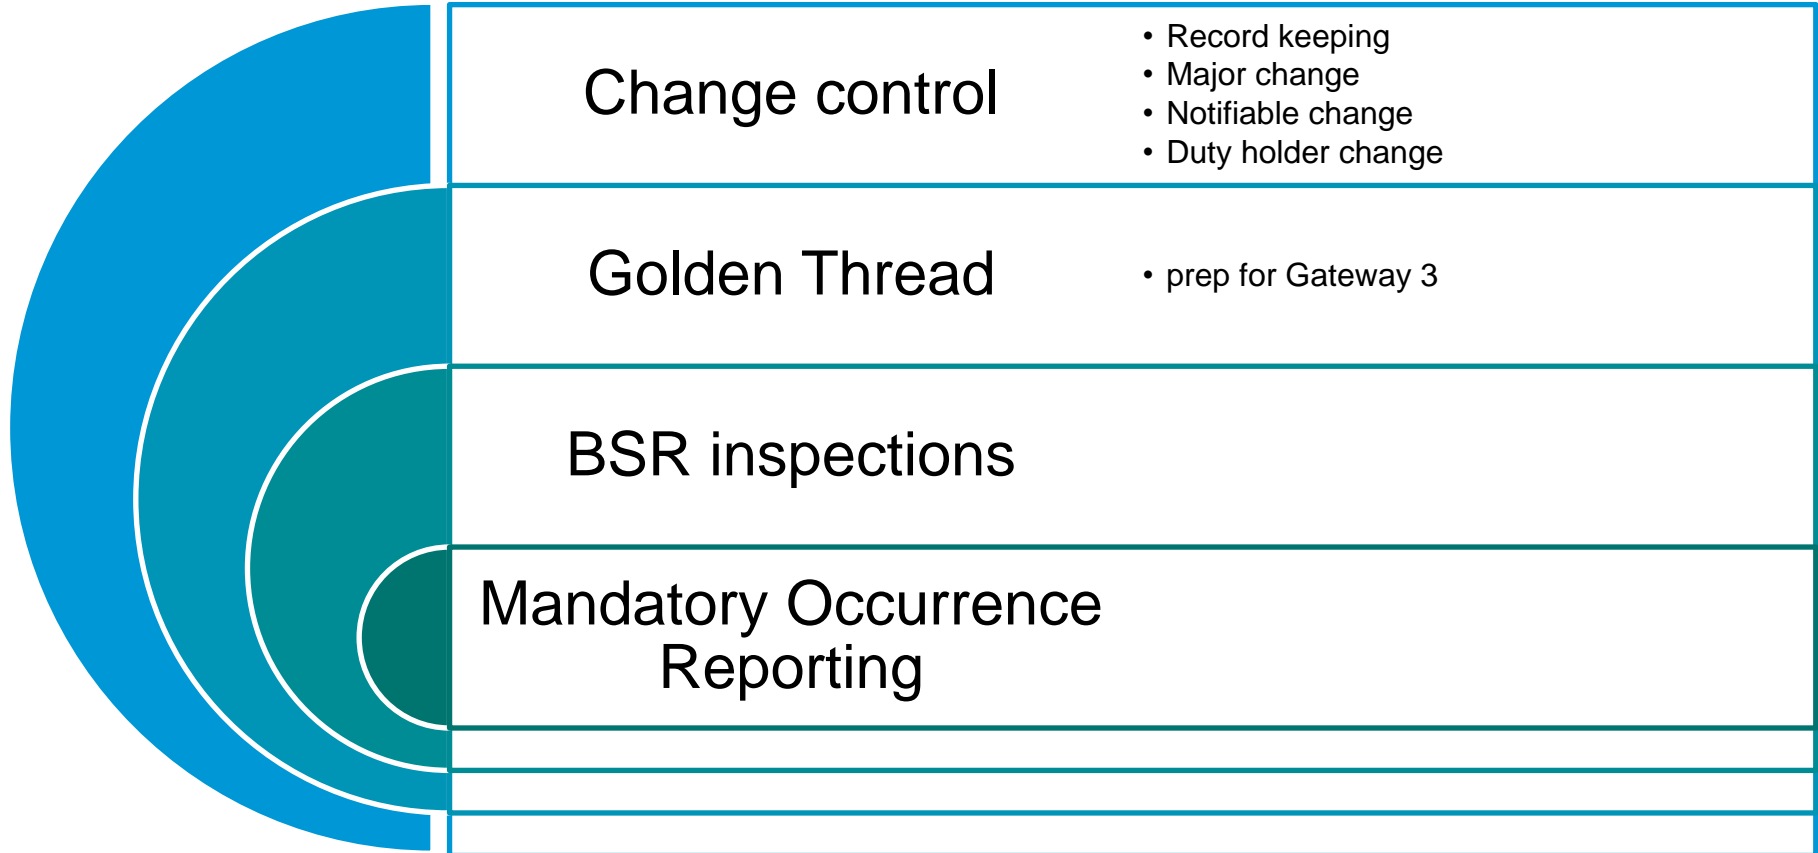 Change control
• Record keeping
• Major change
• Notifiable change
• Duty holder change
Golden Thread
• prep for Gateway 3
BSR inspections
Mandatory Occurrence
Reporting